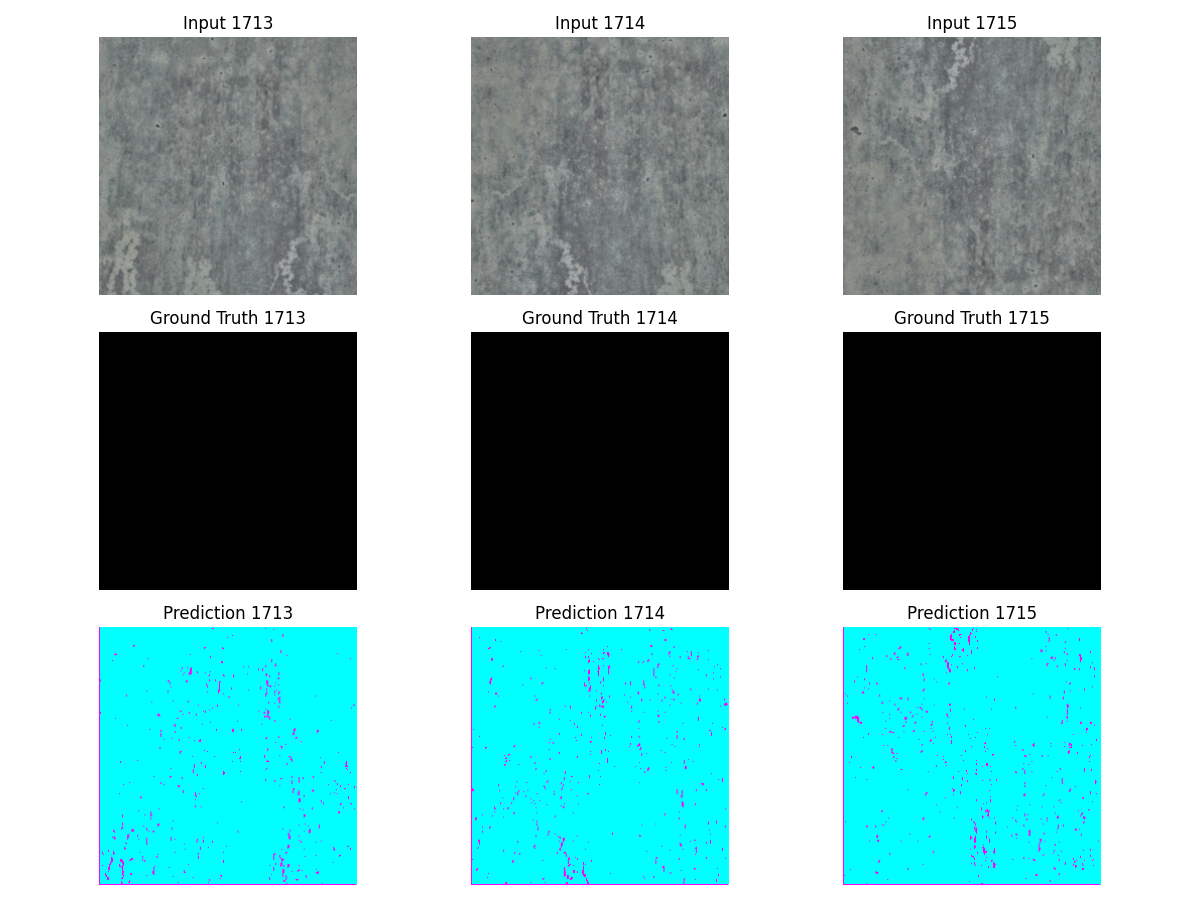 Input 1713
Input 1714
Input 1715
Ground Truth 1713
Ground Truth 1714
Ground Truth 1715
Prediction 1713
Prediction 1714
Prediction 1715